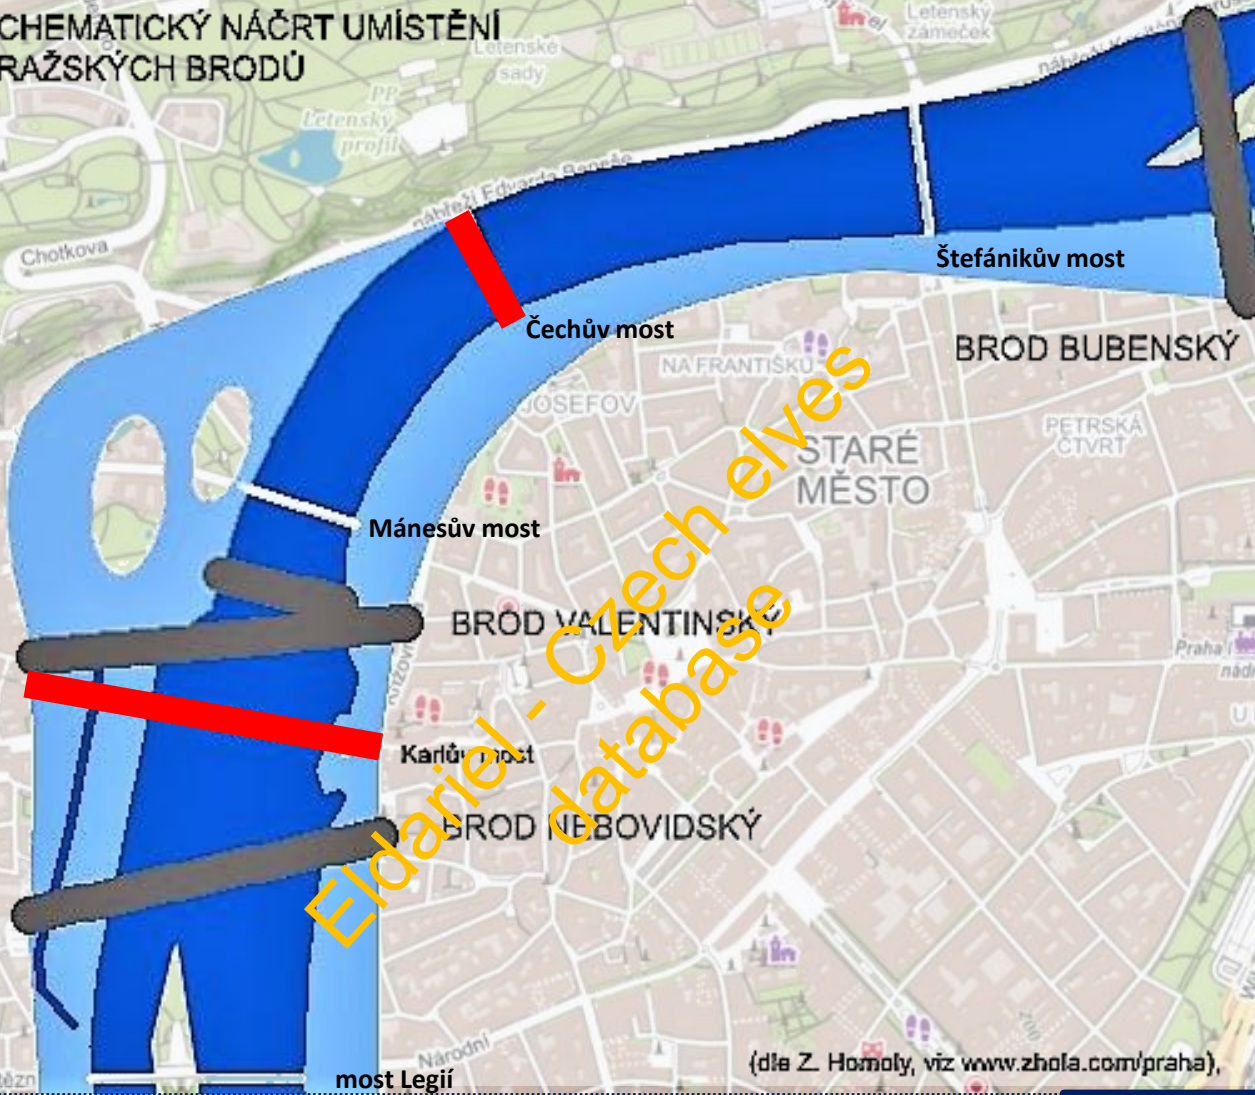 CHEMATICKÝ NÁČRT UMÍSTĚNÍ
RAŽSKÝCH BRODŮ
Letenské
sady
Letenský
zámeček
PP
Letenský
profil
nábřeží Edvarda Beneše
Chotkova
Štefánikův most
Čechův most
BROD BUBENSKÝ
NA FRANTIŠKU
JOSEFOV
PETRSKÁ
ČTVRŤ
STARÉ
MĚSTO
Mánesův most
BROD VALENTINSKÝ
Praha
Karlův most
BROD NEBOVIDSKÝ
Eldariel - Czech elves
database
Národní
most Legií
(dle Z. Homoly, viz www.zhola.com/praha),